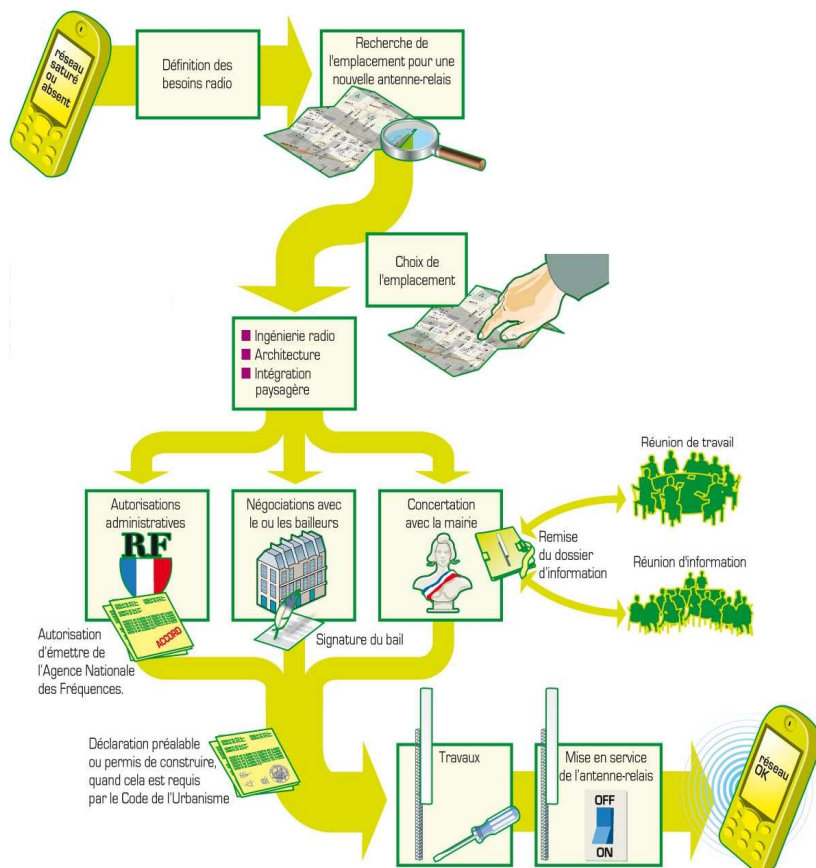 réseau
saturé
ou
absent
Définition des
besoins radio
Recherche de
l'emplacement pour une
nouvelle antenne-relais
Choix de
l'emplacement
Ingénierie radio
Architecture
Intégration
paysagère
Autorisations
administratives
RF
ACCORD
Autorisation
d'émettre de
l'Agence Nationale
des Fréquences.
Négociations avec
le ou les bailleurs
Signature du bail
Concertation
avec la mairie
Remise
du dossier
d'information
Réunion de travail
Réunion d'information
Déclaration préalable
ou permis de construire,
quand cela est requis
par le Code de l'Urbanisme
Travaux
Mise en service
de l'antenne-relais
OFF
ON
réseau
OK